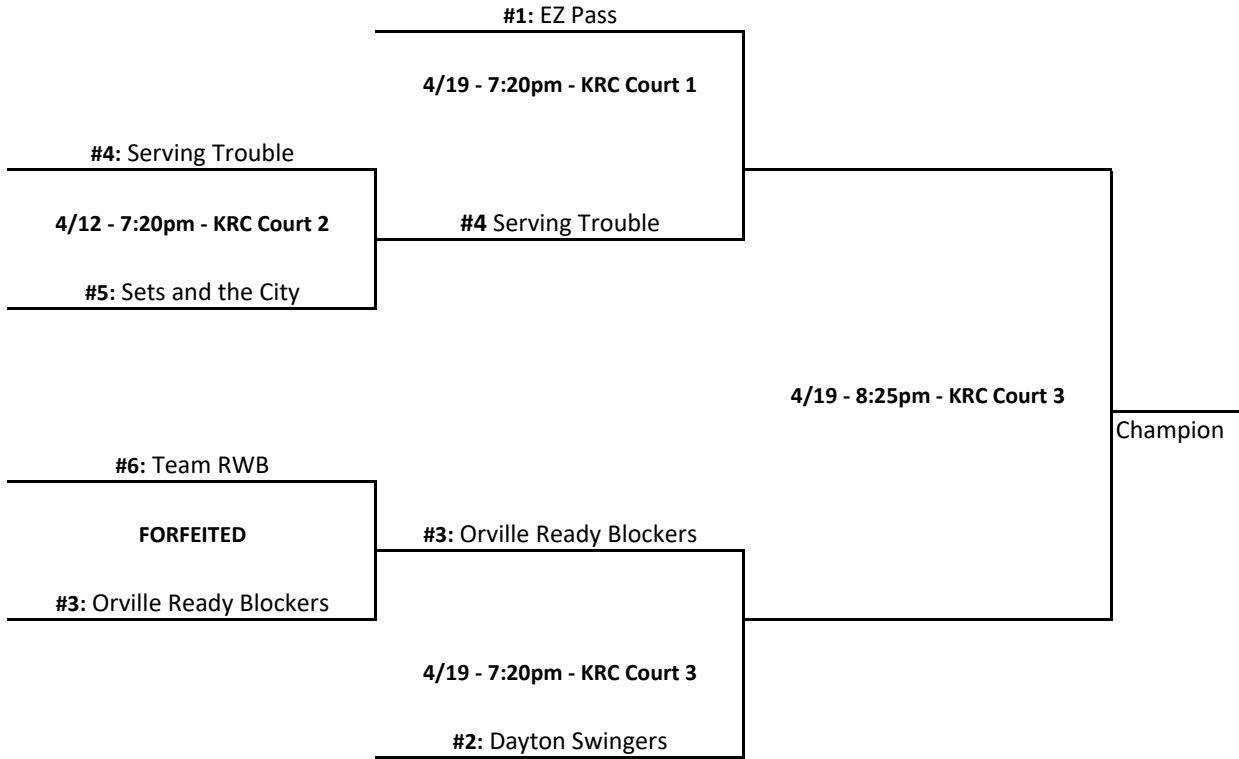 #1: EZ Pass
4/19 - 7:20pm - KRC Court 1
#4: Serving Trouble
4/12 - 7:20pm - KRC Court 2
#4 Serving Trouble
#5: Sets and the City
4/19 - 8:25pm - KRC Court 3
Champion
#6: Team RWB
FORFEITED
#3: Orville Ready Blockers
#3: Orville Ready Blockers
4/19 - 7:20pm - KRC Court 3
#2: Dayton Swingers